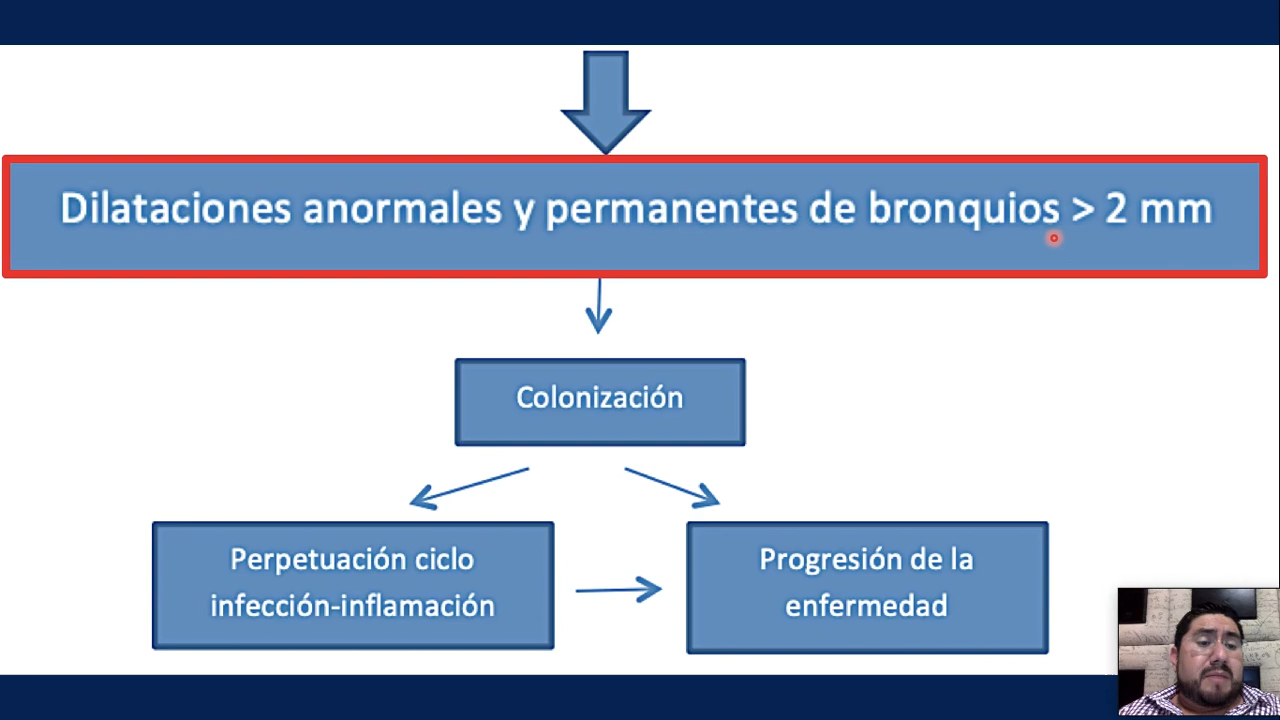 Dilataciones anormales y permanentes de bronquios > 2 mm
Colonización
Perpetuación ciclo
infección-inflamación
Progresión de la
enfermedad